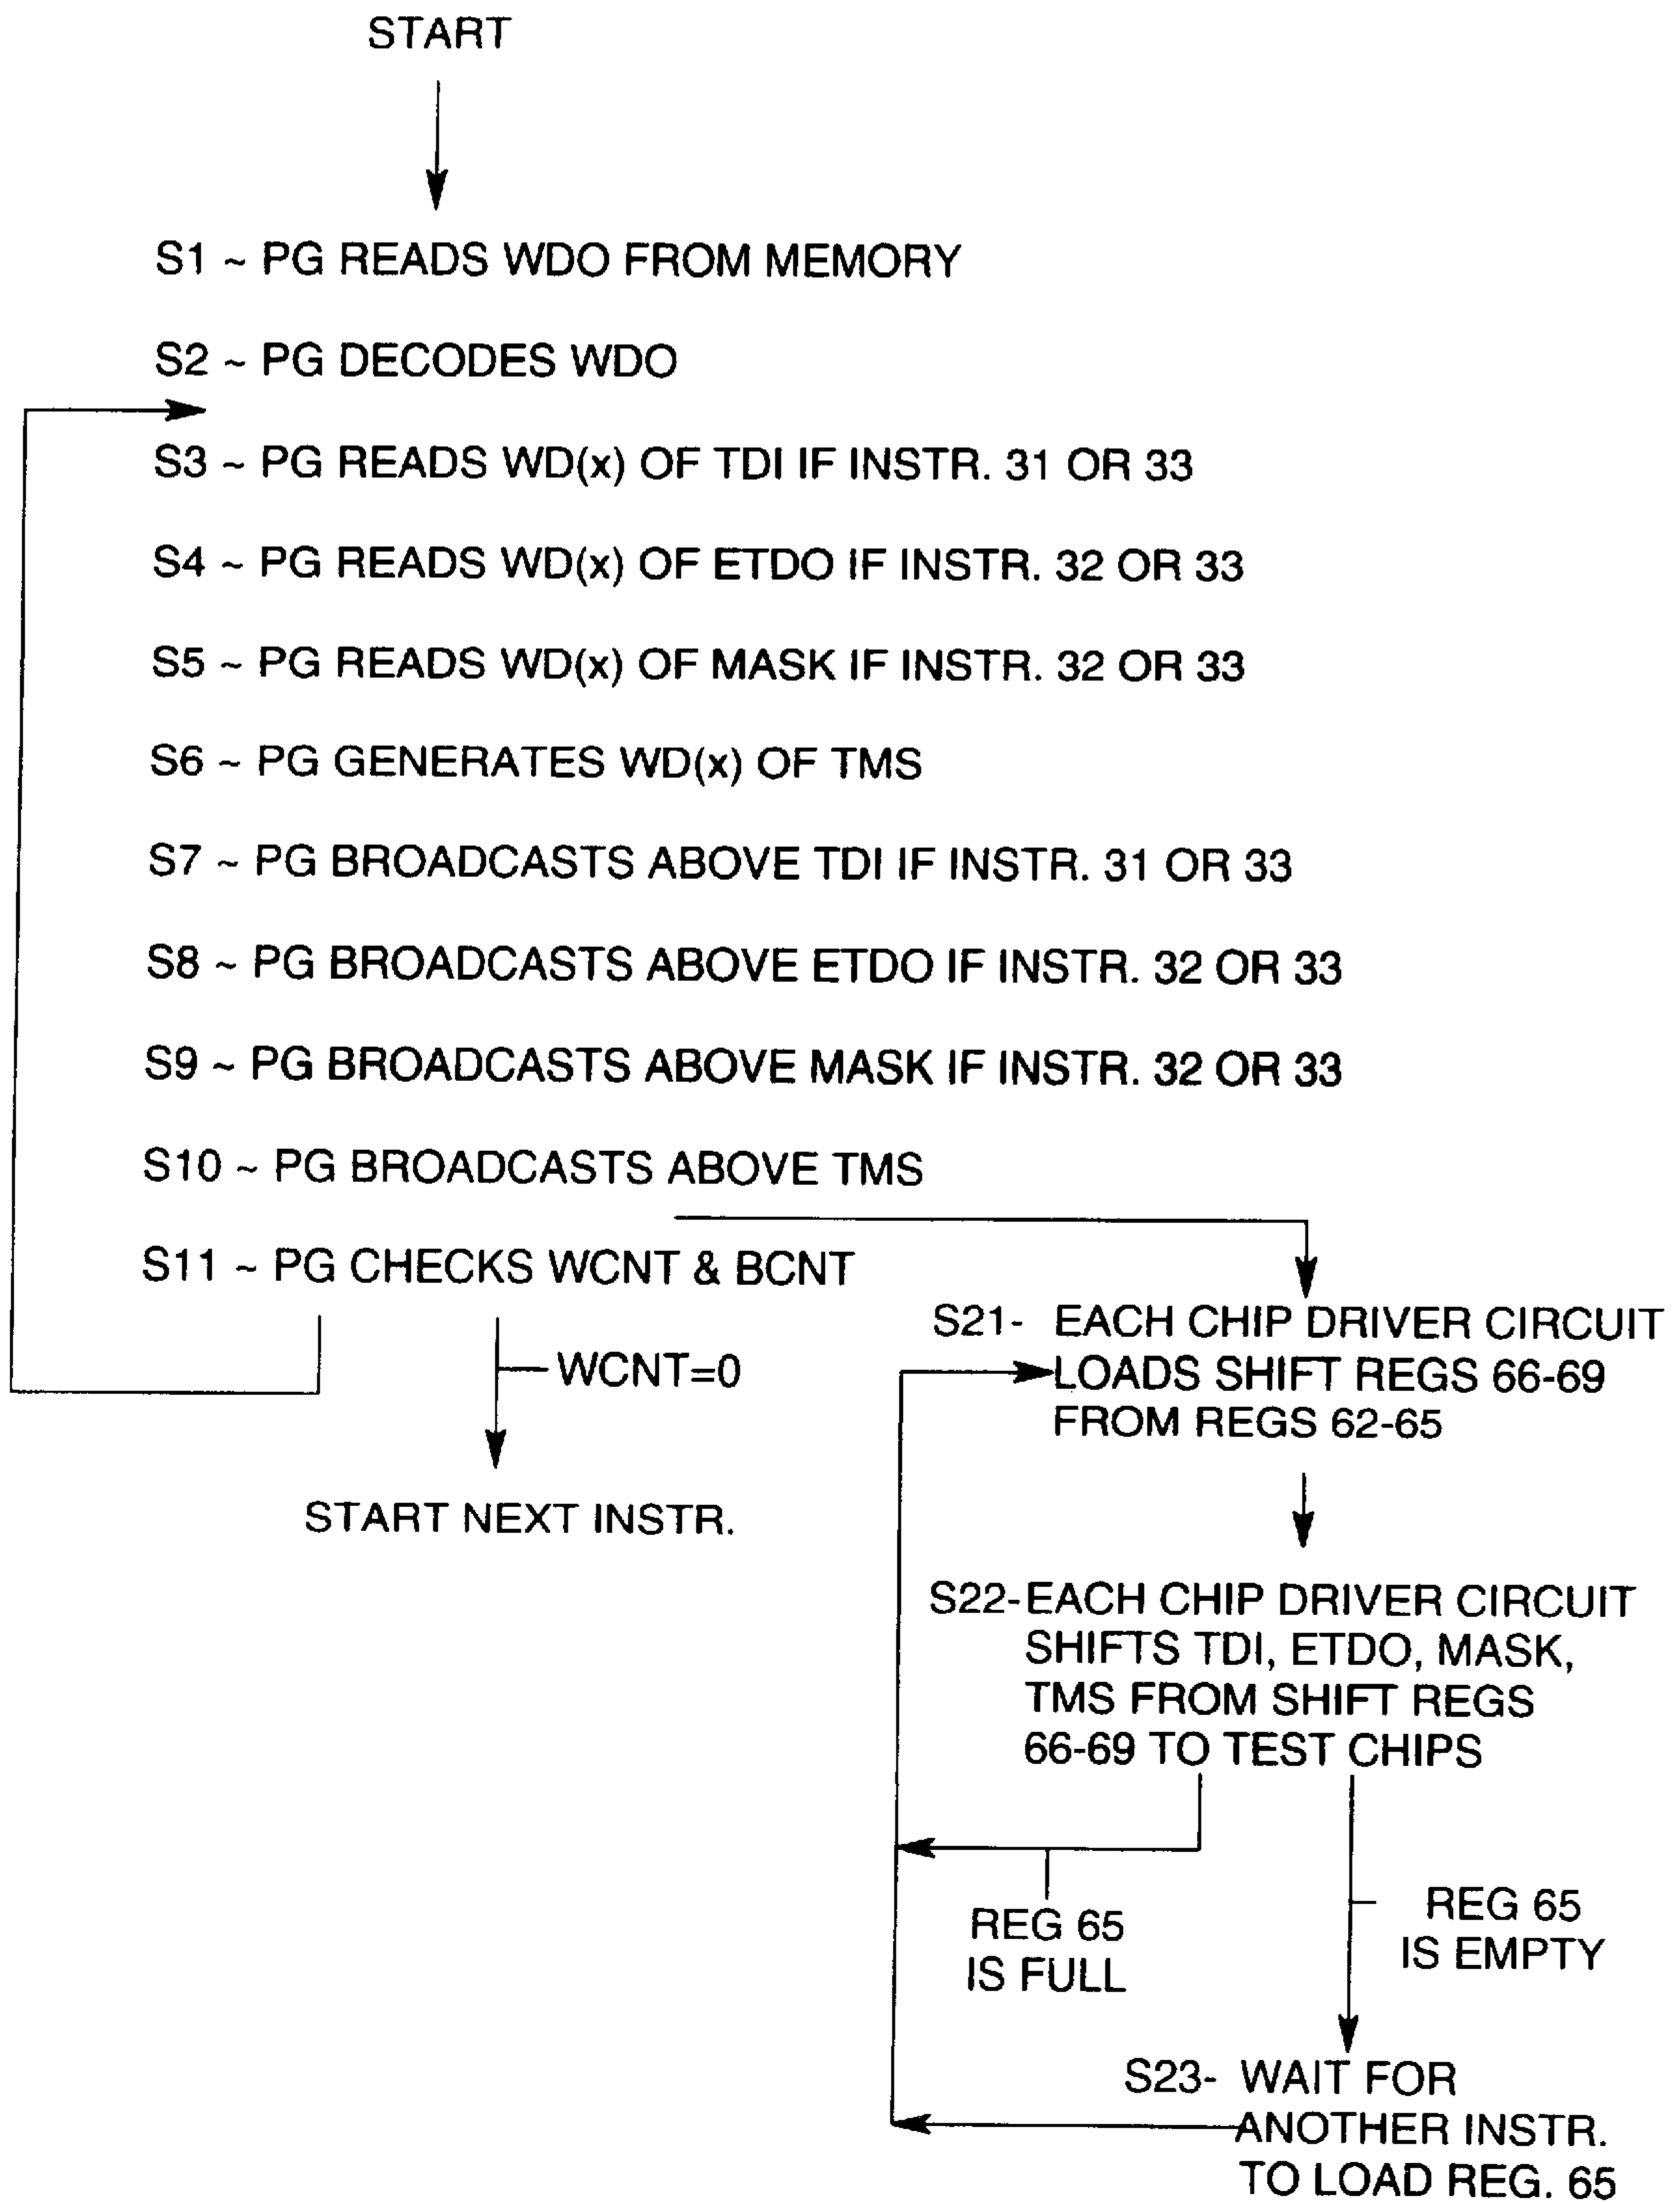 START
S1 ~ PG READS WDO FROM MEMORY
S2 ~ PG DECODES WDO
S3 ~ PG READS WD(x) OF TDI IF INSTR. 31 OR 33
S4 ~ PG READS WD(x) OF ETDO IF INSTR. 32 OR 33
S5 ~ PG READS WD(x) OF MASK IF INSTR. 32 OR 33
S6 ~ PG GENERATES WD(x) OF TMS
S7 ~ PG BROADCASTS ABOVE TDI IF INSTR. 31 OR 33
S8 ~ PG BROADCASTS ABOVE ETDO IF INSTR. 32 OR 33
S9 ~ PG BROADCASTS ABOVE MASK IF INSTR. 32 OR 33
S10 ~ PG BROADCASTS ABOVE TMS
S11 ~ PG CHECKS WCNT & BCNT
WCNT=0
START NEXT INSTR.
S21- EACH CHIP DRIVER CIRCUIT
LOADS SHIFT REGS 66-69
FROM REGS 62-65
S22- EACH CHIP DRIVER CIRCUIT
SHIFTS TDI, ETDO, MASK,
TMS FROM SHIFT REGS
66-69 TO TEST CHIPS
REG 65
IS FULL
REG 65
IS EMPTY
S23- WAIT FOR
ANOTHER INSTR.
TO LOAD REG. 65